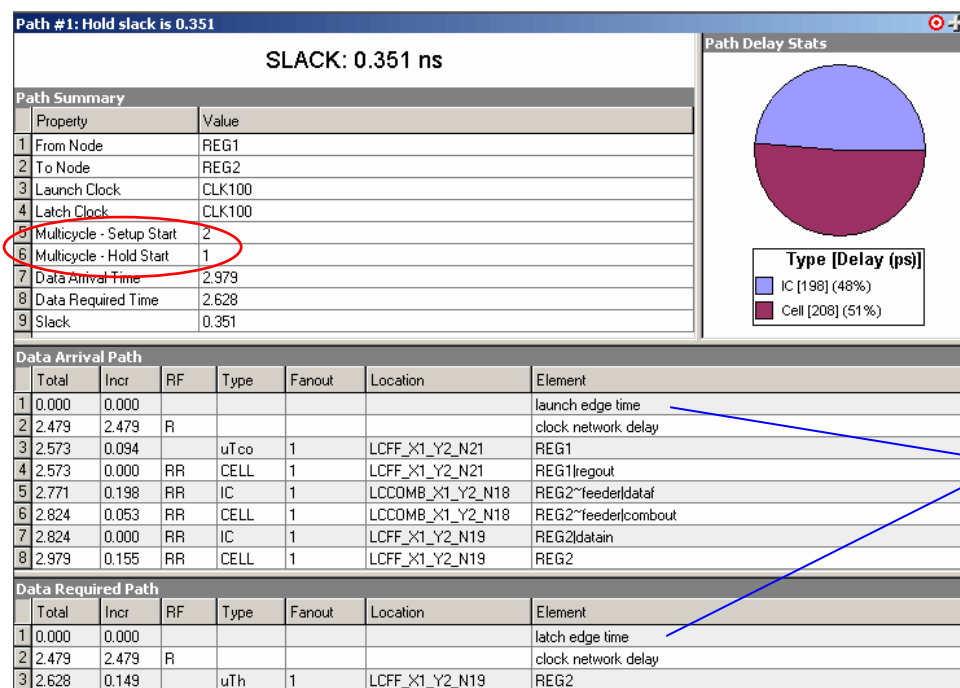 Path #1: Hold slack is 0.351
SLACK: 0.351 ns
Path Summary
Property Value
1 From Node REG1
2 To Node REG2
3 Launch Clock CLK100
4 Latch Clock CLK100
5 Multicycle - Setup Start 2
6 Multicycle - Hold Start 1
7 Data Arrival Time 2.979
8 Data Required Time 2.628
9 Slack 0.351
Path Delay Stats
Type [Delay (ps)]
IC [198] (48%)
Cell [208] (51%)
Data Arrival Path
Total Incr RF Type Fanout Location Element
1 0.000 0.000 launch edge time
2 2.479 2.479 R clock network delay
3 2.573 0.094 uTco 1 LCFF_X1_Y2_N21 REG1
4 2.573 0.000 RR CELL 1 LCFF_X1_Y2_N21 REG1|regout
5 2.771 0.198 RR IC 1 LCCOMB_X1_Y2_N18 REG2~feeder|dataf
6 2.824 0.053 RR CELL 1 LCCOMB_X1_Y2_N18 REG2~feeder|combout
7 2.824 0.000 RR IC 1 LCFF_X1_Y2_N19 REG2|datain
8 2.979 0.155 RR CELL 1 LCFF_X1_Y2_N19 REG2
Data Required Path
Total Incr RF Type Fanout Location Element
1 0.000 0.000 latch edge time
2 2.479 2.479 R clock network delay
3 2.628 0.149 uTh 1 LCFF_X1_Y2_N19 REG2